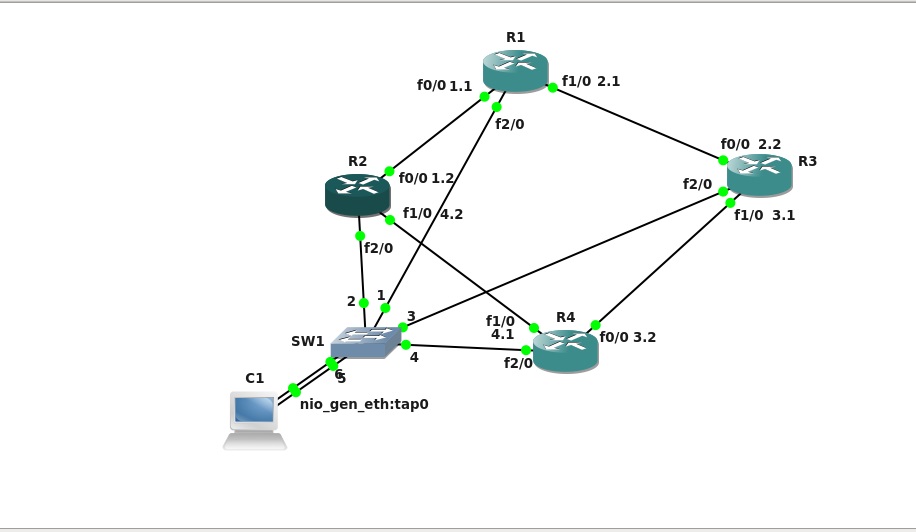 R1
f0/0 1.1
f1/0 2.1
f2/0
f0/0 2.2
R2
R3
f0/0 1.2
f2/0
f1/0 4.2
f1/0 3.1
f2/0
2
1
3
f1/0
4.1
R4
SW1
f0/0 3.2
4
f2/0
6
5
C1
nio_gen_eth:tap0